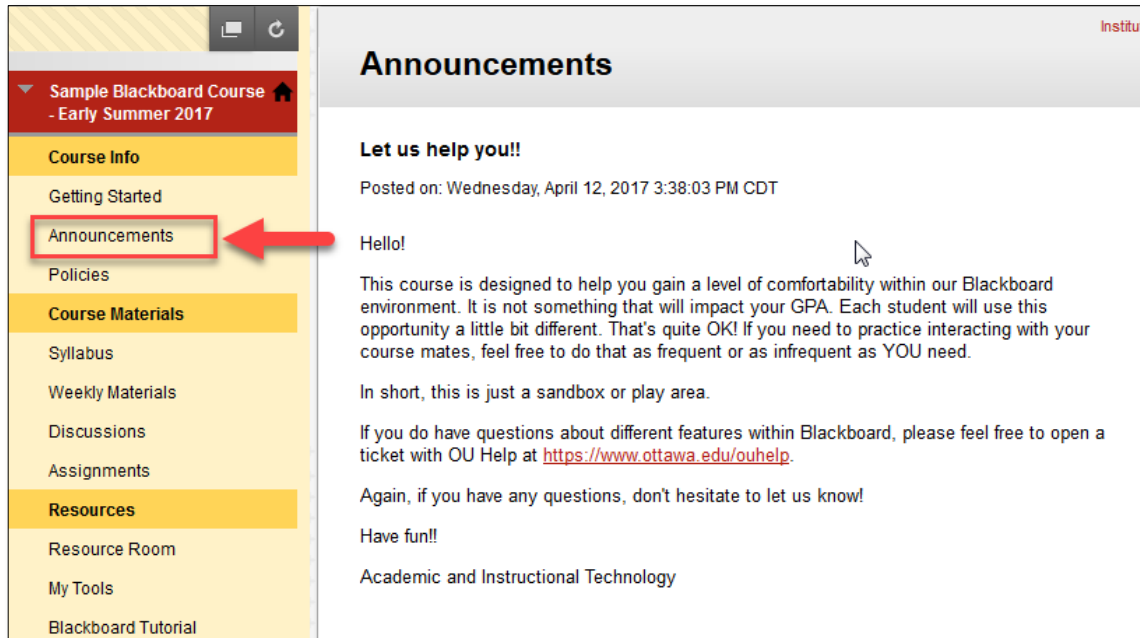 Sample Blackboard Course
- Early Summer 2017
Course Info
Getting Started
Announcements
Policies
Course Materials
Syllabus
Weekly Materials
Discussions
Assignments
Resources
Resource Room
My Tools
Blackboard Tutorial
Institu
Announcements
Let us help you!!
Posted on: Wednesday, April 12, 2017 3:38:03 PM CDT
Hello!
This course is designed to help you gain a level of comfortability within our Blackboard
environment. It is not something that will impact your GPA. Each student will use this
opportunity a little bit different. That's quite OK! If you need to practice interacting with your
course mates, feel free to do that as frequent or as infrequent as YOU need.
In short, this is just a sandbox or play area.
If you do have questions about different features within Blackboard, please feel free to open a
ticket with OU Help at https://www.ottawa.edu/ouhelp.
Again, if you have any questions, don't hesitate to let us know!
Have fun!!
Academic and Instructional Technology